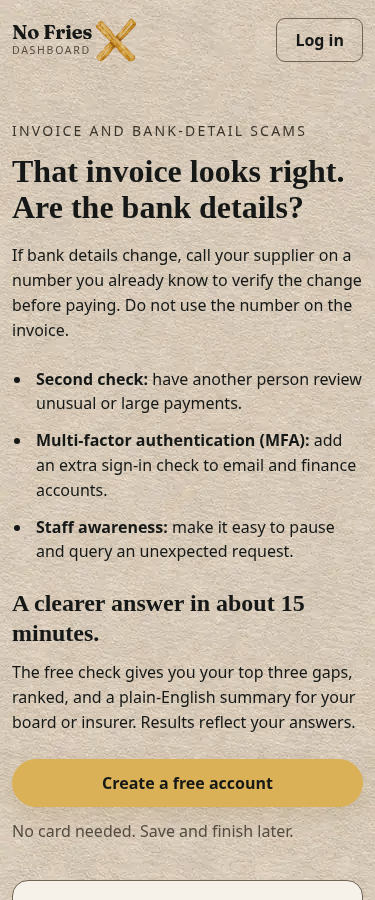 No Fries
DASHBOARD
Log in
INVOICE AND BANK-DETAIL SCAMS
That invoice looks right.
Are the bank details?
If bank details change, call your supplier on a
number you already know to verify the change
before paying. Do not use the number on the
invoice.
• Second check: have another person review
unusual or large payments.
• Multi-factor authentication (MFA): add
an extra sign-in check to email and finance
accounts.
• Staff awareness: make it easy to pause
and query an unexpected request.
A clearer answer in about 15
minutes.
The free check gives you your top three gaps,
ranked, and a plain-English summary for your
board or insurer. Results reflect your answers.
Create a free account
No card needed. Save and finish later.